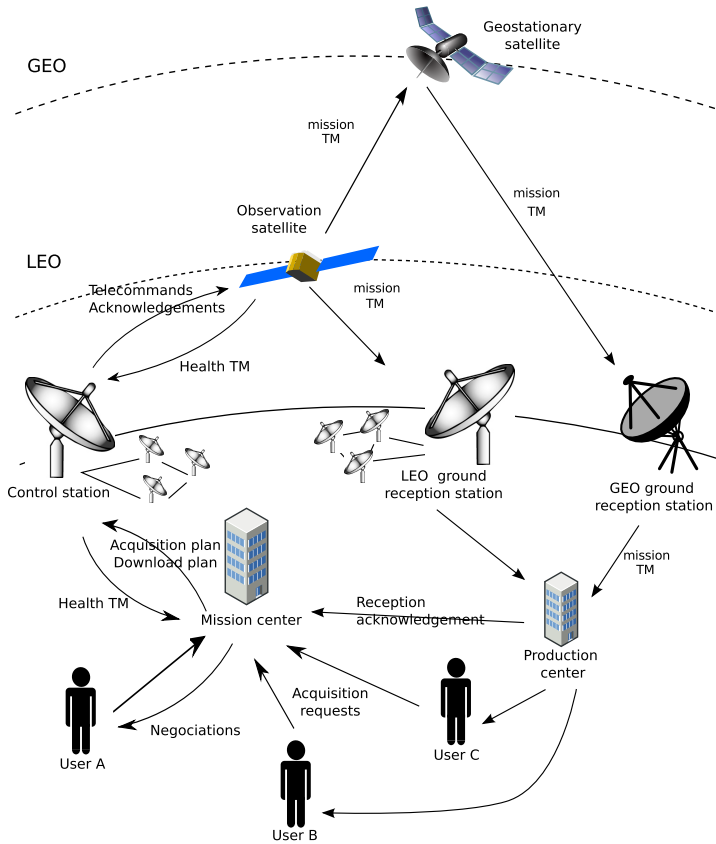 Geostationary
satellite
GEO
mission
TM
mission
TM
Observation
satellite
LEO
Telecommands
Acknowledgements
mission
TM
Health TM
Control station
LEO ground
reception station
GEO ground
reception station
Acquisition plan
Download plan
mission
TM
Health TM
Reception
acknowledgement
Mission center
Production
center
Acquisition
requests
Negociations
User A
User C
User B